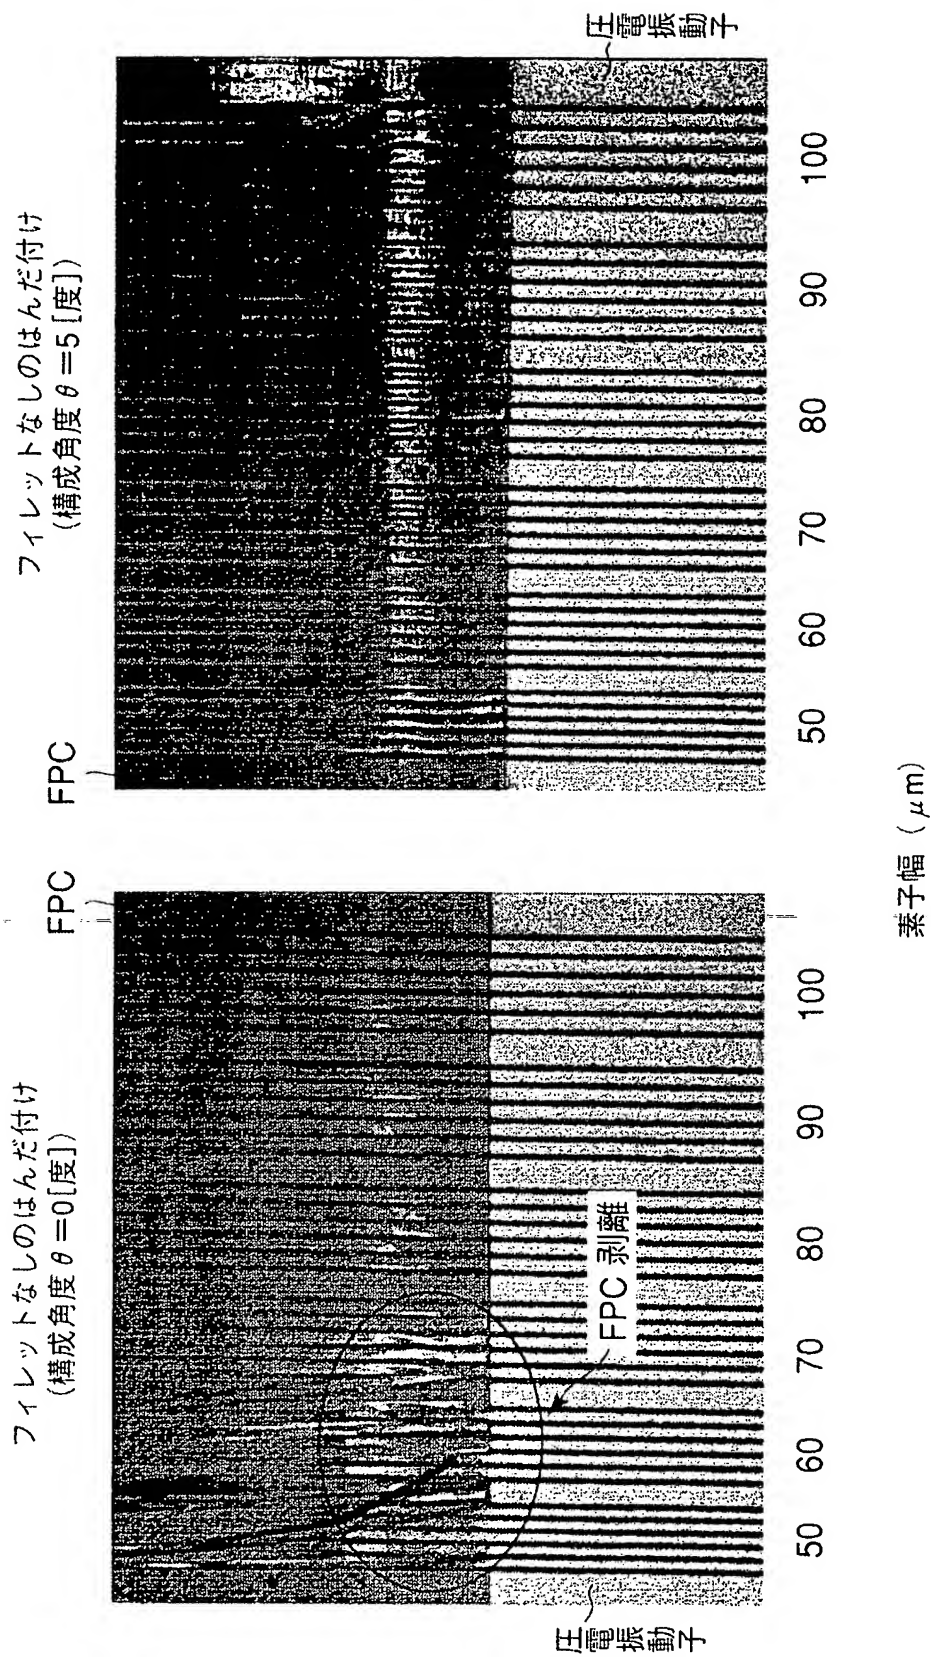 フィレットなしのはんだ付け
(構成角度θ=0[度])
FPC
FPC 剥離
圧電振動子
50 60 70 80 90 100
フィレットなしのはんだ付け
(構成角度θ=5[度])
FPC
圧電振動子
50 60 70 80 90 100
素子幅 (μm)